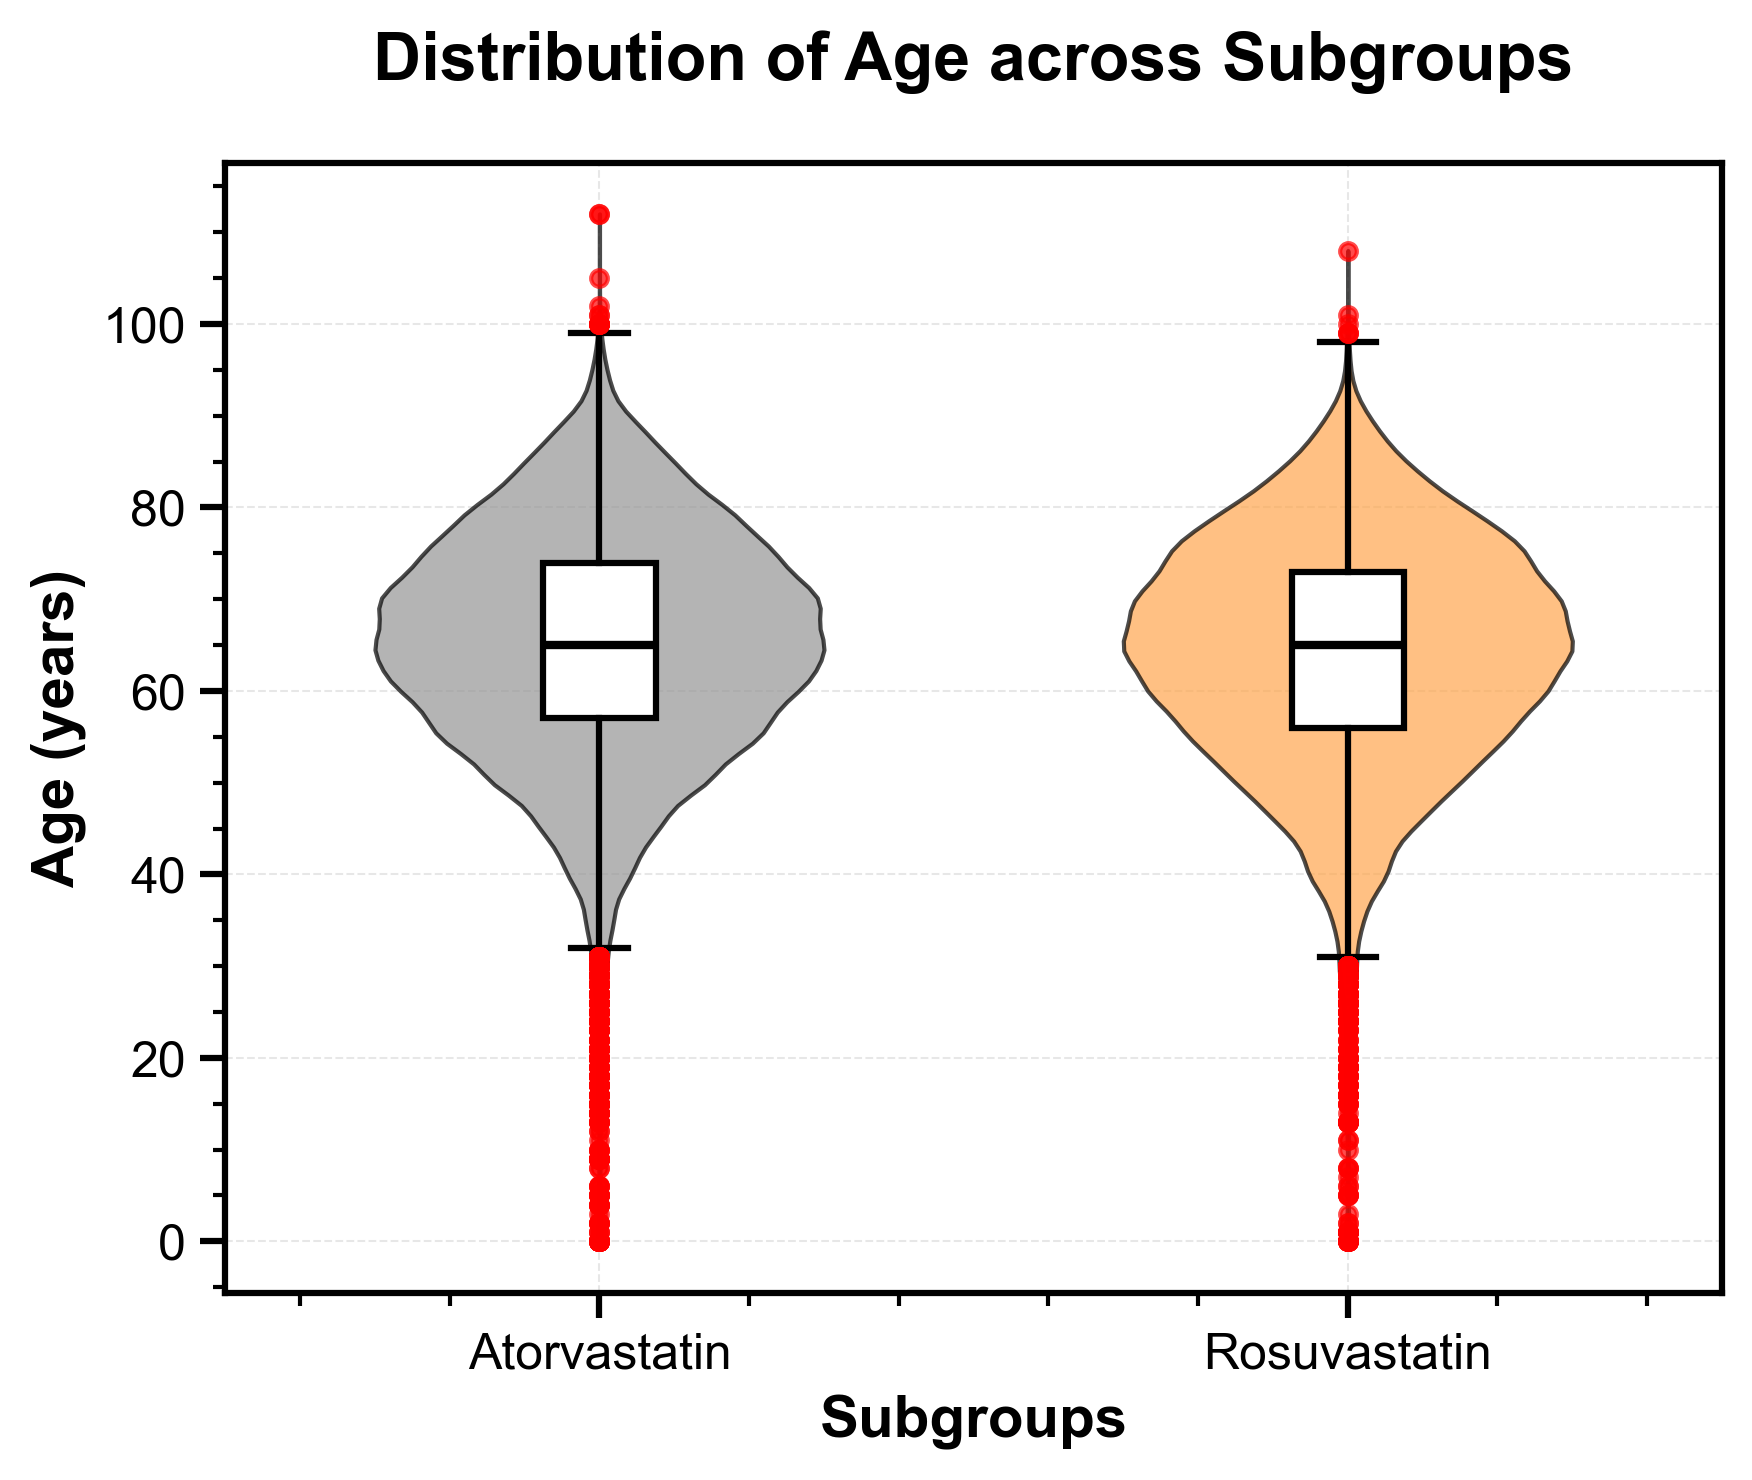 Distribution of Age across Subgroups
Age (years)
100
80
60
40
20
0
Atorvastatin Rosuvastatin
Subgroups